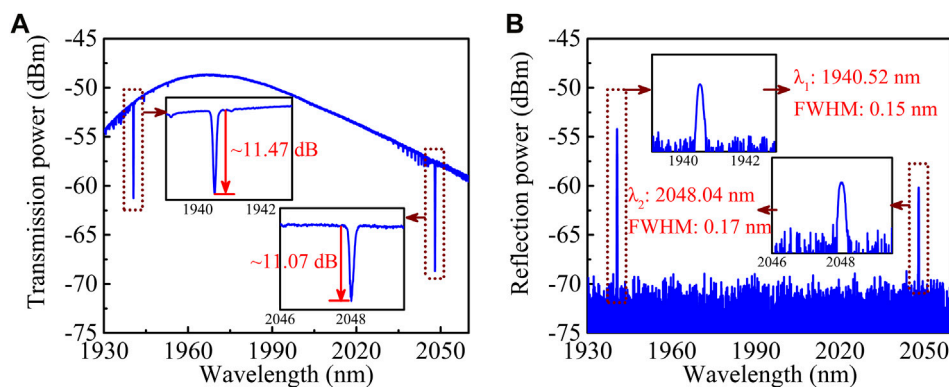 A
Transmission power (dBm)
-45
-50
-55
-60
-65
-70
-75
1930
1960
1990
2020
2050
Wavelength (nm)
~11.47 dB
1940
1942
~11.07 dB
2046
2048
B
Reflection power (dBm)
-45
-50
-55
-60
-65
-70
-75
1930
1960
1990
2020
2050
Wavelength (nm)
1940
1942
λ1: 1940.52 nm
FWHM: 0.15 nm
λ2: 2048.04 nm
FWHM: 0.17 nm
2046
2048